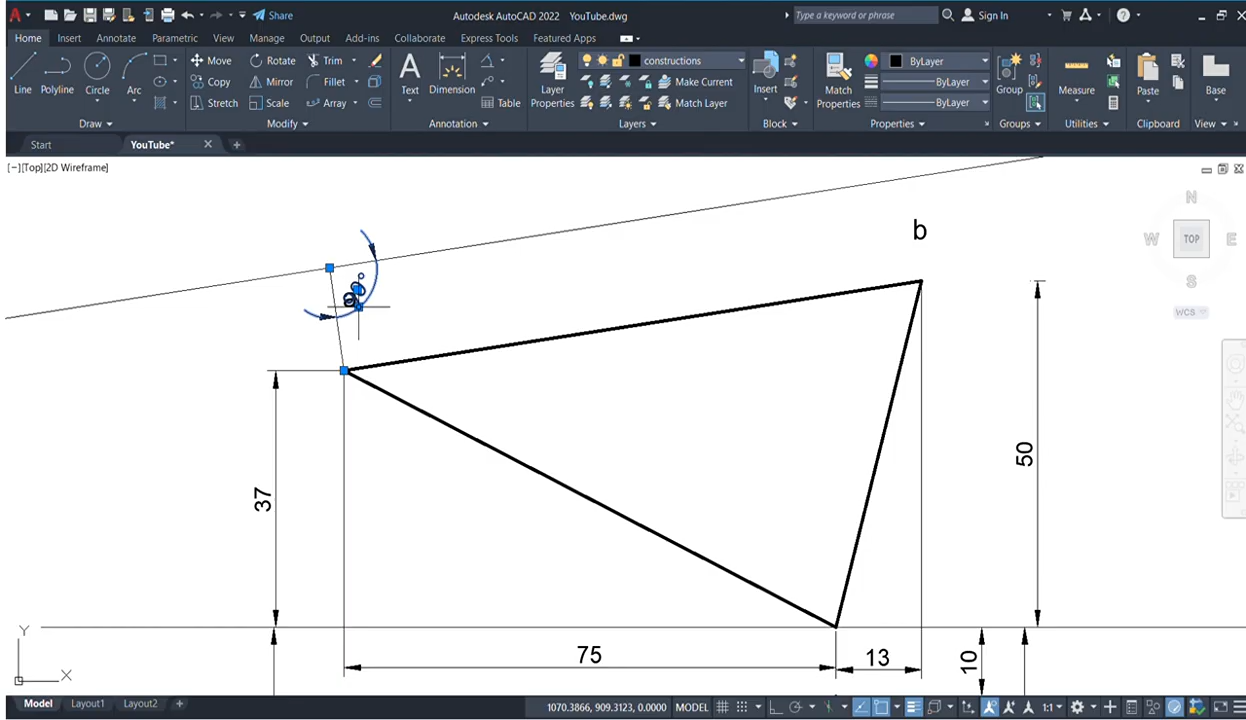 Share
Autodesk AutoCAD 2022 YouTube.dwg
Type a keyword or phrase
Sign In
Home Insert Annotate Parametric View Manage Output Add-ins Collaborate Express Tools Featured Apps
Line Polyline Circle Arc
Move Rotate Trim
Copy Mirror Fillet
Stretch Scale Array
Text Dimension Table
Layer Properties
constructions
Make Current
Match Layer
Insert
Match Properties
ByLayer
ByLayer
ByLayer
Group
Measure
Paste
Base
Draw Modify Annotation Layers Block Properties Groups Utilities Clipboard View
Start YouTube* +
[−][Top][2D Wireframe]
N
W TOP E
S
WCS
b
37
50
75
13
10
Y
X
Model Layout1 Layout2 +
1070.3866, 909.3123, 0.0000 MODEL 1:1